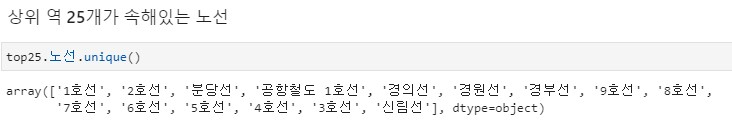 상위 역 25개가 속해있는 노선
top25.노선.unique()
array(['1호선', '2호선', '분당선', '공항철도 1호선', '경의선', '경원선', '경부선', '9호선', '8호선',
'7호선', '6호선', '5호선', '4호선', '3호선', '신림선'], dtype=object)